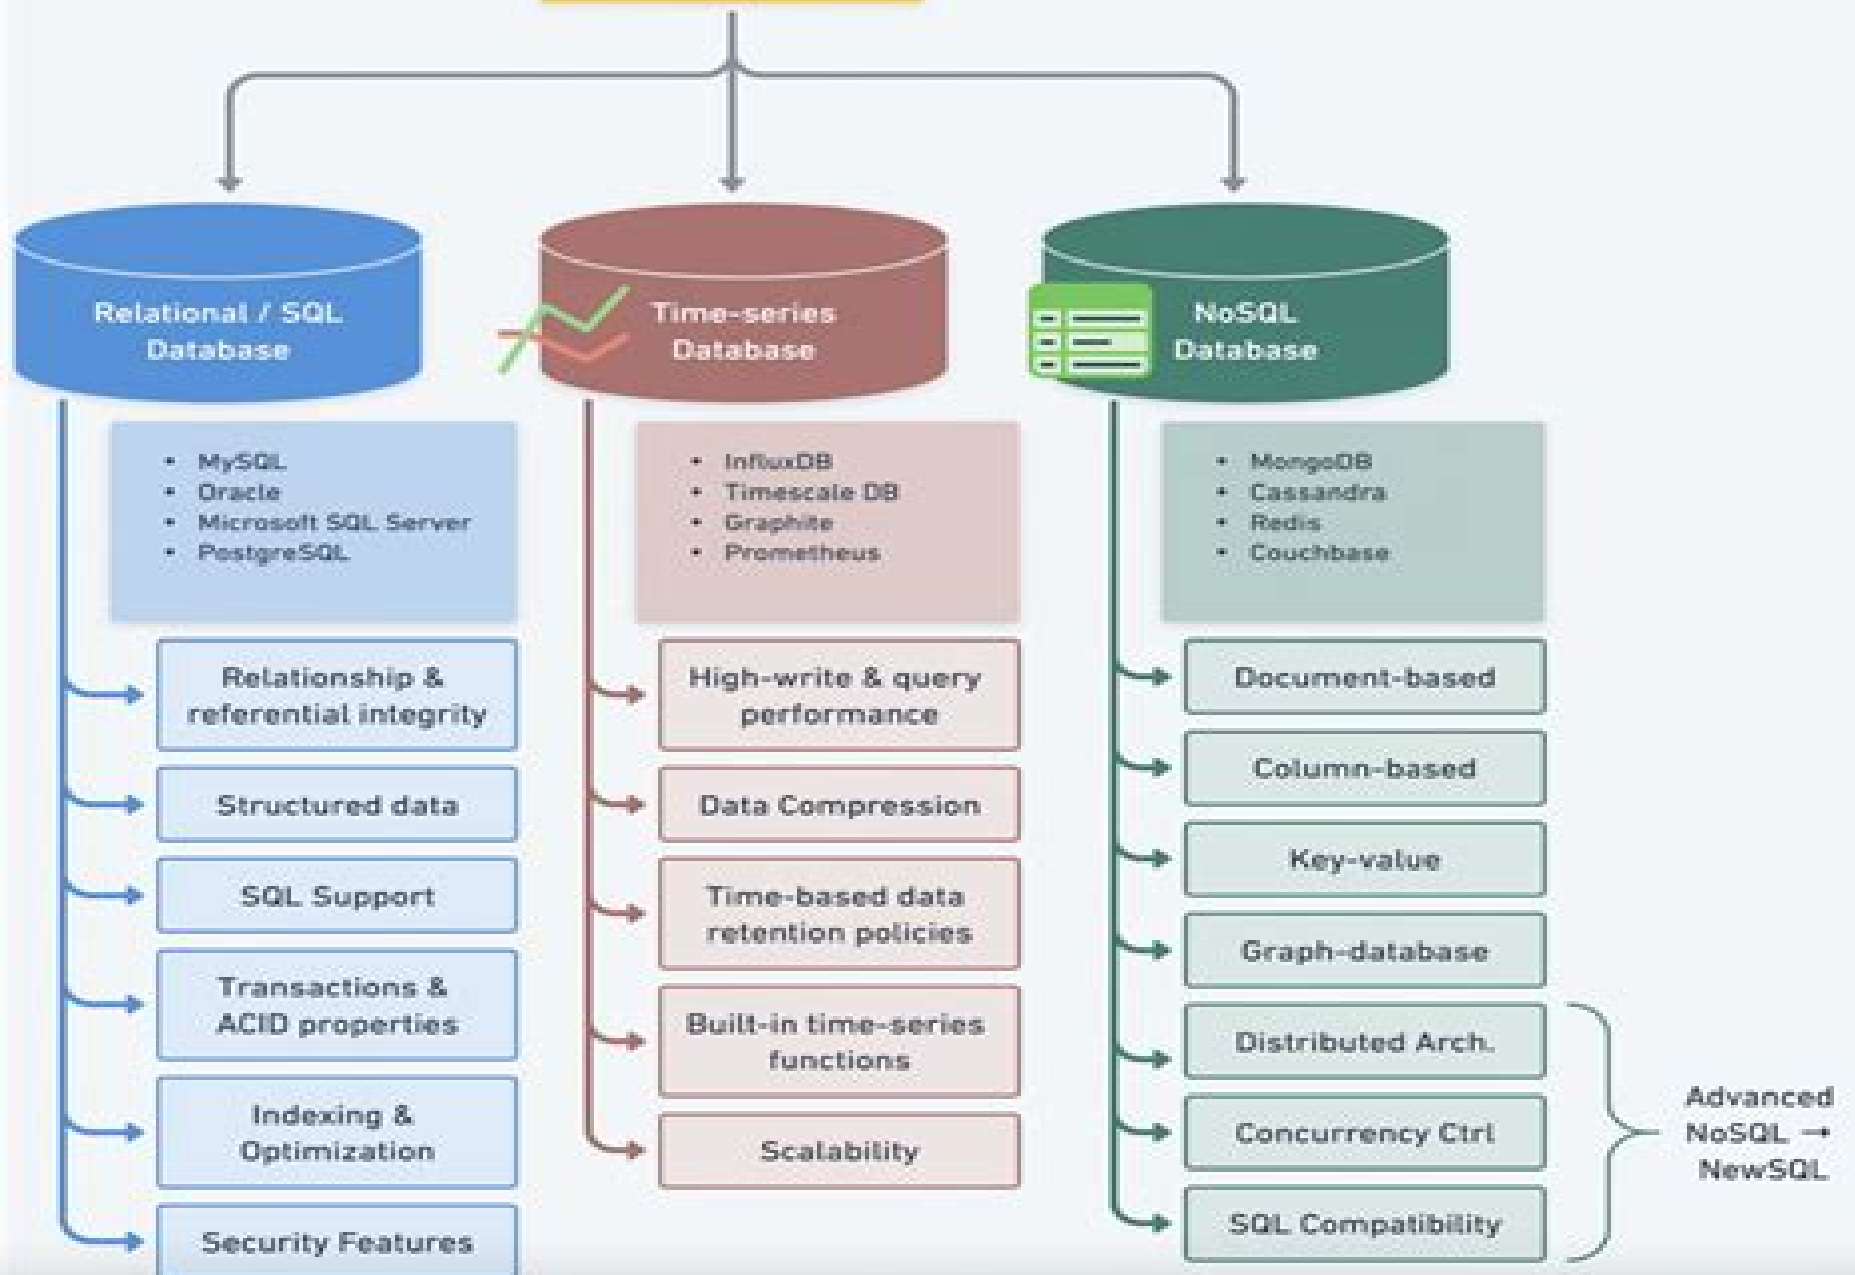 Relational / SQL
Database
• MySQL
• Oracle
• Microsoft SQL Server
• PostgreSQL
Relationship &
referential integrity
Structured data
SQL Support
Transactions &
ACID properties
Indexing &
Optimization
Security Features
Time-series
Database
• InfluxDB
• Timescale DB
• Graphite
• Prometheus
High-write & query
performance
Data Compression
Time-based data
retention policies
Built-in time-series
functions
Scalability
NoSQL
Database
• MongoDB
• Cassandra
• Redis
• Couchbase
Document-based
Column-based
Key-value
Graph-database
Distributed Arch.
Concurrency Ctrl
SQL Compatibility
Advanced
NoSQL →
NewSQL